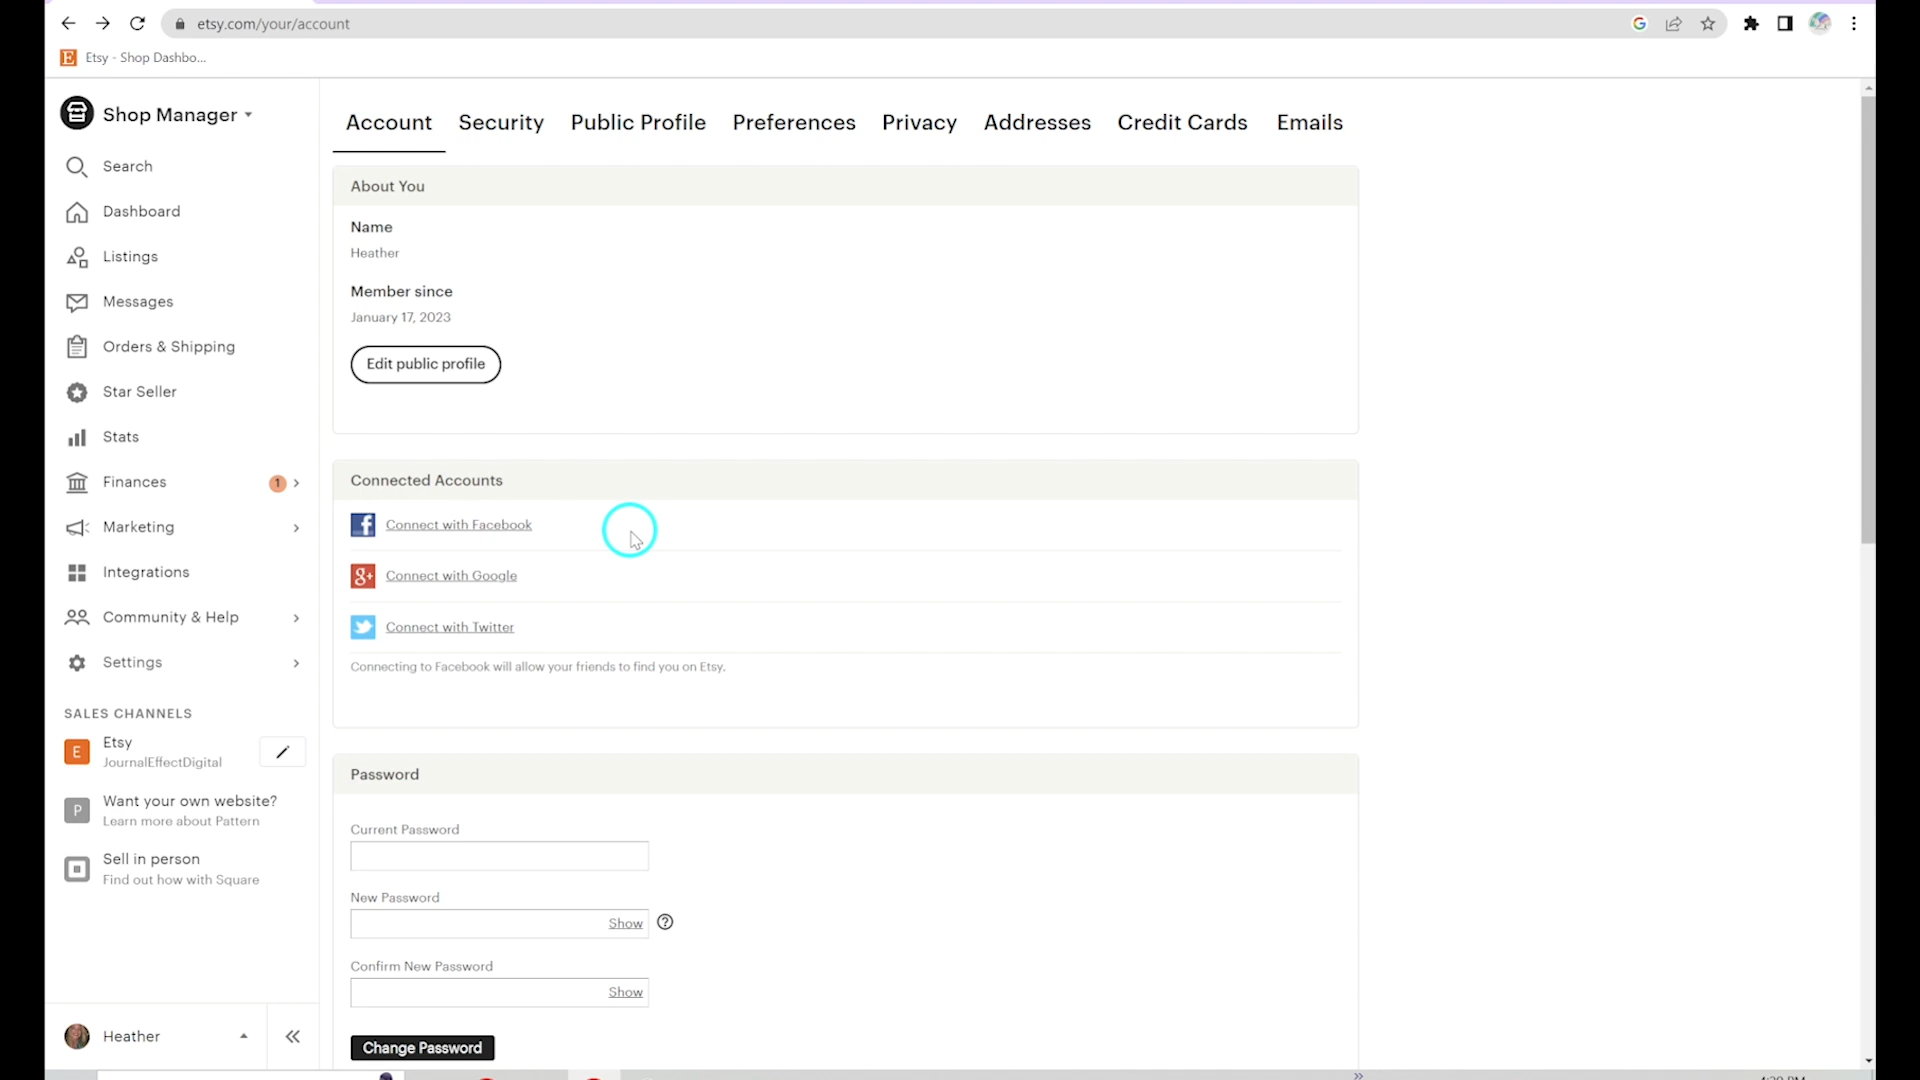 etsy.com/your/account
Etsy - Shop Dashbo...
Shop Manager
Search
Dashboard
Listings
Messages
Orders & Shipping
Star Seller
Stats
Finances 1
Marketing
Integrations
Community & Help
Settings
SALES CHANNELS
E Etsy
JournalEffectDigital
P Want your own website?
Learn more about Pattern
Sell in person
Find out how with Square
Heather
Account Security Public Profile Preferences Privacy Addresses Credit Cards Emails
About You
Name
Heather
Member since
January 17, 2023
Edit public profile
Connected Accounts
Connect with Facebook
g+ Connect with Google
Connect with Twitter
Connecting to Facebook will allow your friends to find you on Etsy.
Password
Current Password
New Password
Show
Confirm New Password
Show
Change Password